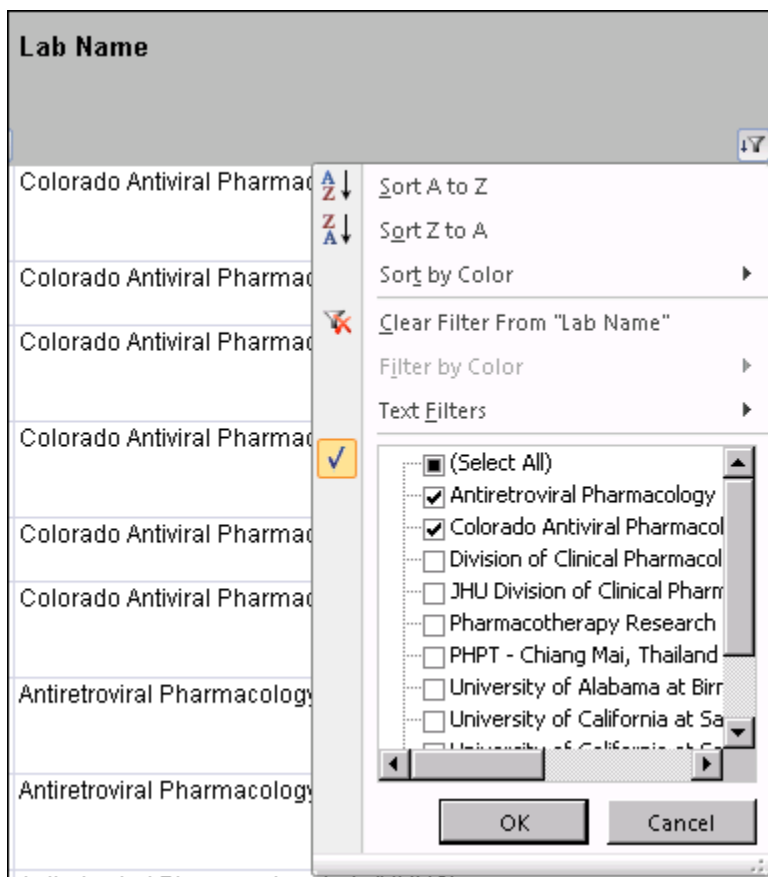 Lab Name
Colorado Antiviral Pharmac
Sort A to Z
Sort Z to A
Sort by Color
Colorado Antiviral Pharmac
Clear Filter From "Lab Name"
Colorado Antiviral Pharmac
Filter by Color
Text Filters
Colorado Antiviral Pharmac
(Select All)
Antiretroviral Pharmacology
Colorado Antiviral Pharmacol
Colorado Antiviral Pharmac
Division of Clinical Pharmacol
JHU Division of Clinical Pharm
Colorado Antiviral Pharmac
Pharmacotherapy Research
PHPT - Chiang Mai, Thailand
University of Alabama at Birr
Antiretroviral Pharmacology
University of California at Sa
Antiretroviral Pharmacology
OK
Cancel